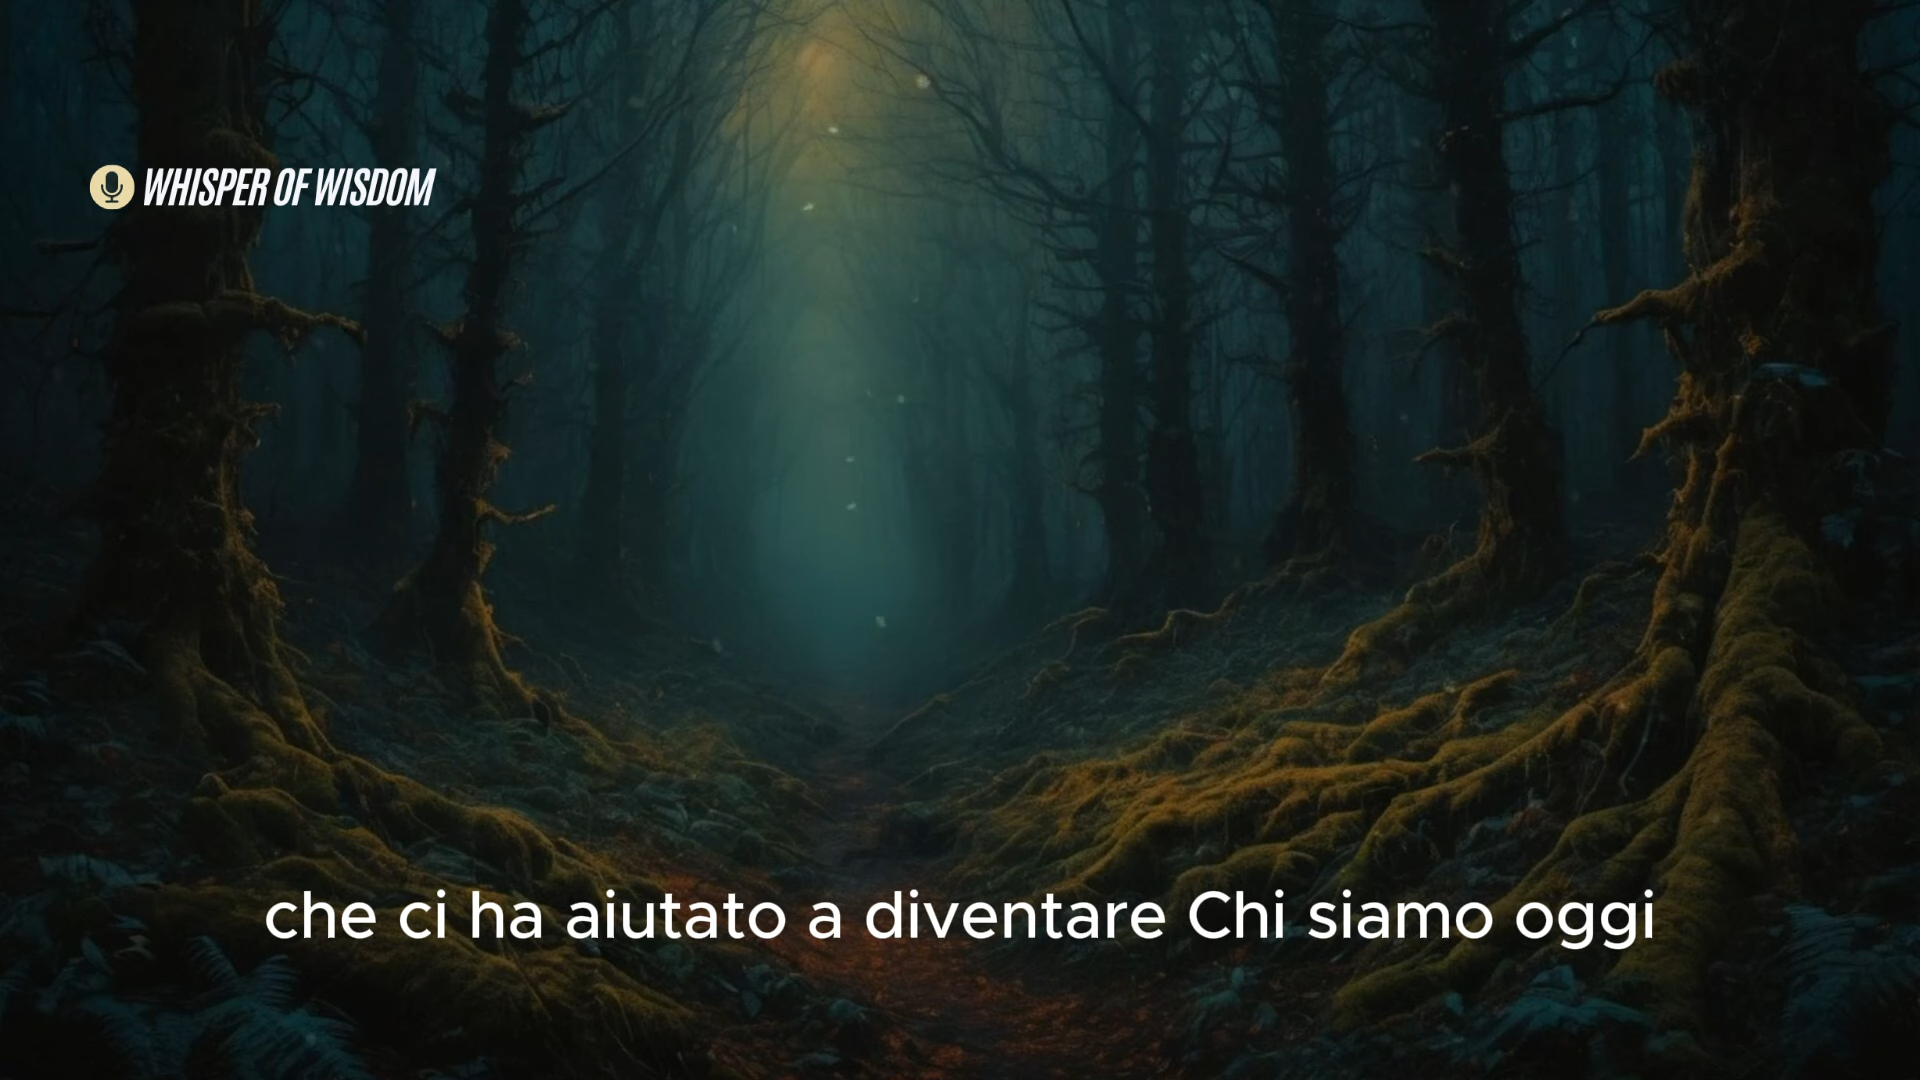 WHISPER OF WISDOM
che ci ha aiutato a diventare Chi siamo oggi